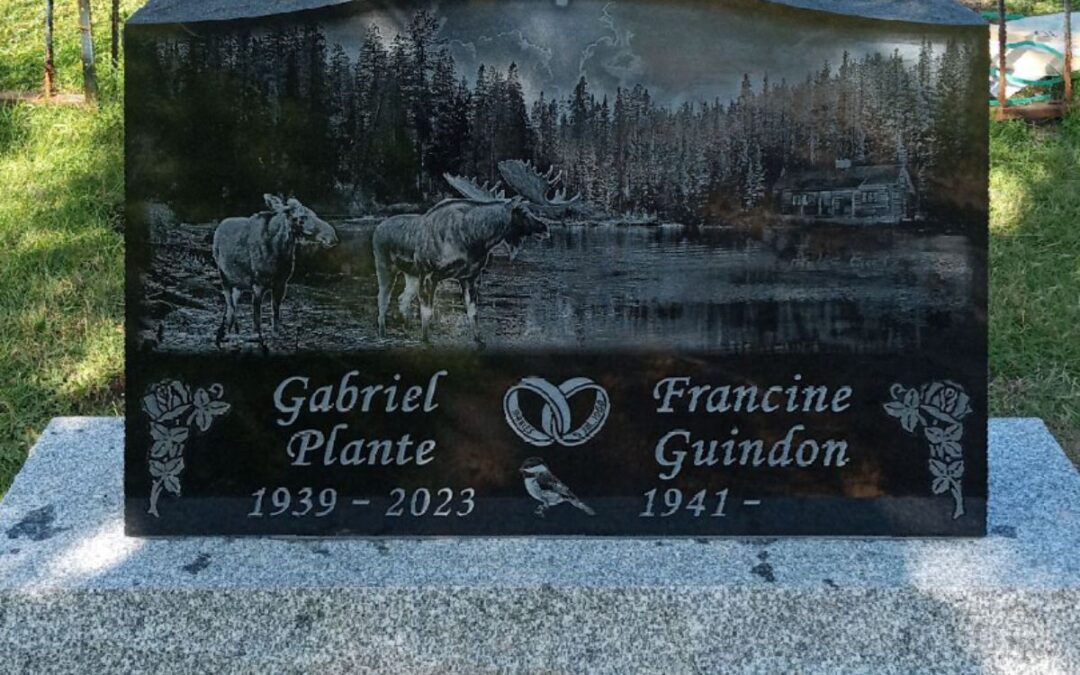 Gabriel
Plante
1939 - 2023
Francine
Guindon
1941 -